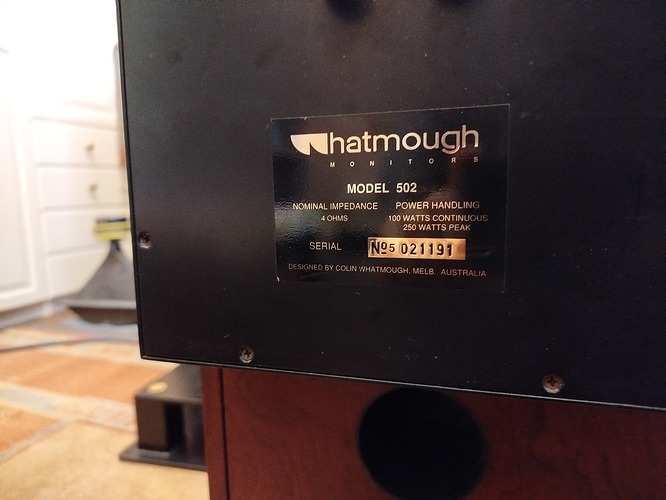 Whatmough
MONITORS
MODEL 502
NOMINAL IMPEDANCE POWER HANDLING
4 OHMS 100 WATTS CONTINUOUS
250 WATTS PEAK
SERIAL Nº5 021191
DESIGNED BY COLIN WHATMOUGH, MELB., AUSTRALIA